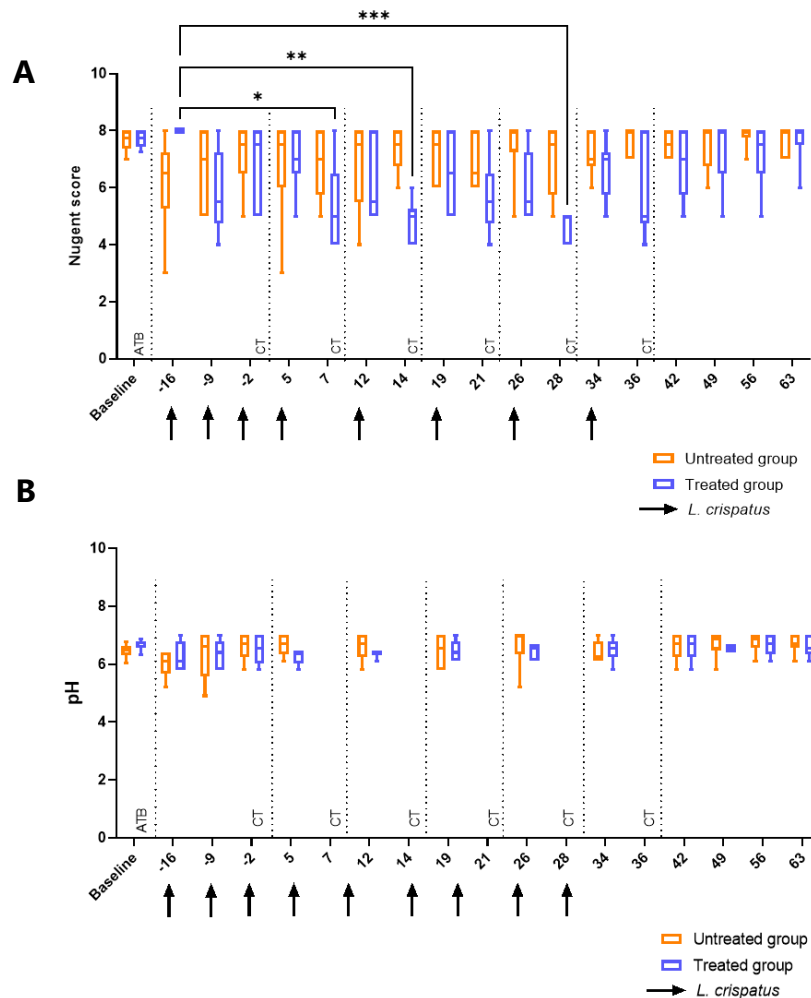 ***
**
*
A
10
8
6
4
2
0
Nugent score
ATB
CT
CT
CT
CT
CT
CT
Baseline
-16
-9
-2
5
7
12
14
19
21
26
28
34
36
42
49
56
63
Untreated group
Treated group
L. crispatus
B
10
8
6
4
2
0
pH
ATB
CT
CT
CT
CT
CT
CT
Baseline
-16
-9
-2
5
7
12
14
19
21
26
28
34
36
42
49
56
63
Untreated group
Treated group
L. crispatus